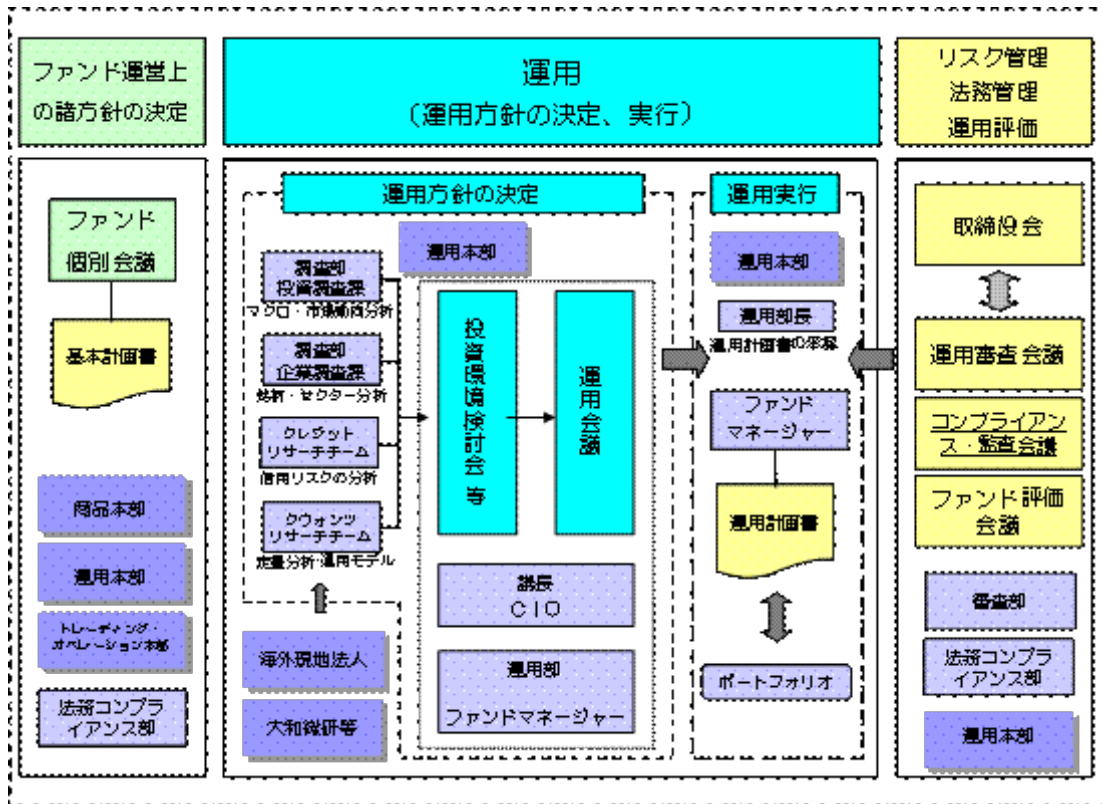 ファンド運営上
の諸方針の決定
運用
（運用方針の決定、実行）
リスク管理
法務管理
運用評価
ファンド
個別会議
基本計画書
商品本部
運用本部
トレーディング・
オペレーション本部
法務コンプラ
イアンス部
運用方針の決定
運用本部
調査部
投資調査課
マクロ・市場動向分析
調査部
企業調査課
銘柄・セクター分析
クレジット
リサーチチーム
信用リスクの分析
クウォンツ
リサーチチーム
定量分析・運用モデル
海外現地法人
大和総研等
投資環境検討会 等
運用会議
議長
ＣＩＯ
運用部
ファンドマネージャー
運用実行
運用本部
運用部長
運用計画書の承認
ファンド
マネージャー
運用計画書
ポートフォリオ
取締役会
運用審査会議
コンプライアン
ス・監査会議
ファンド評価
会議
審査部
法務コンプラ
イアンス部
運用本部